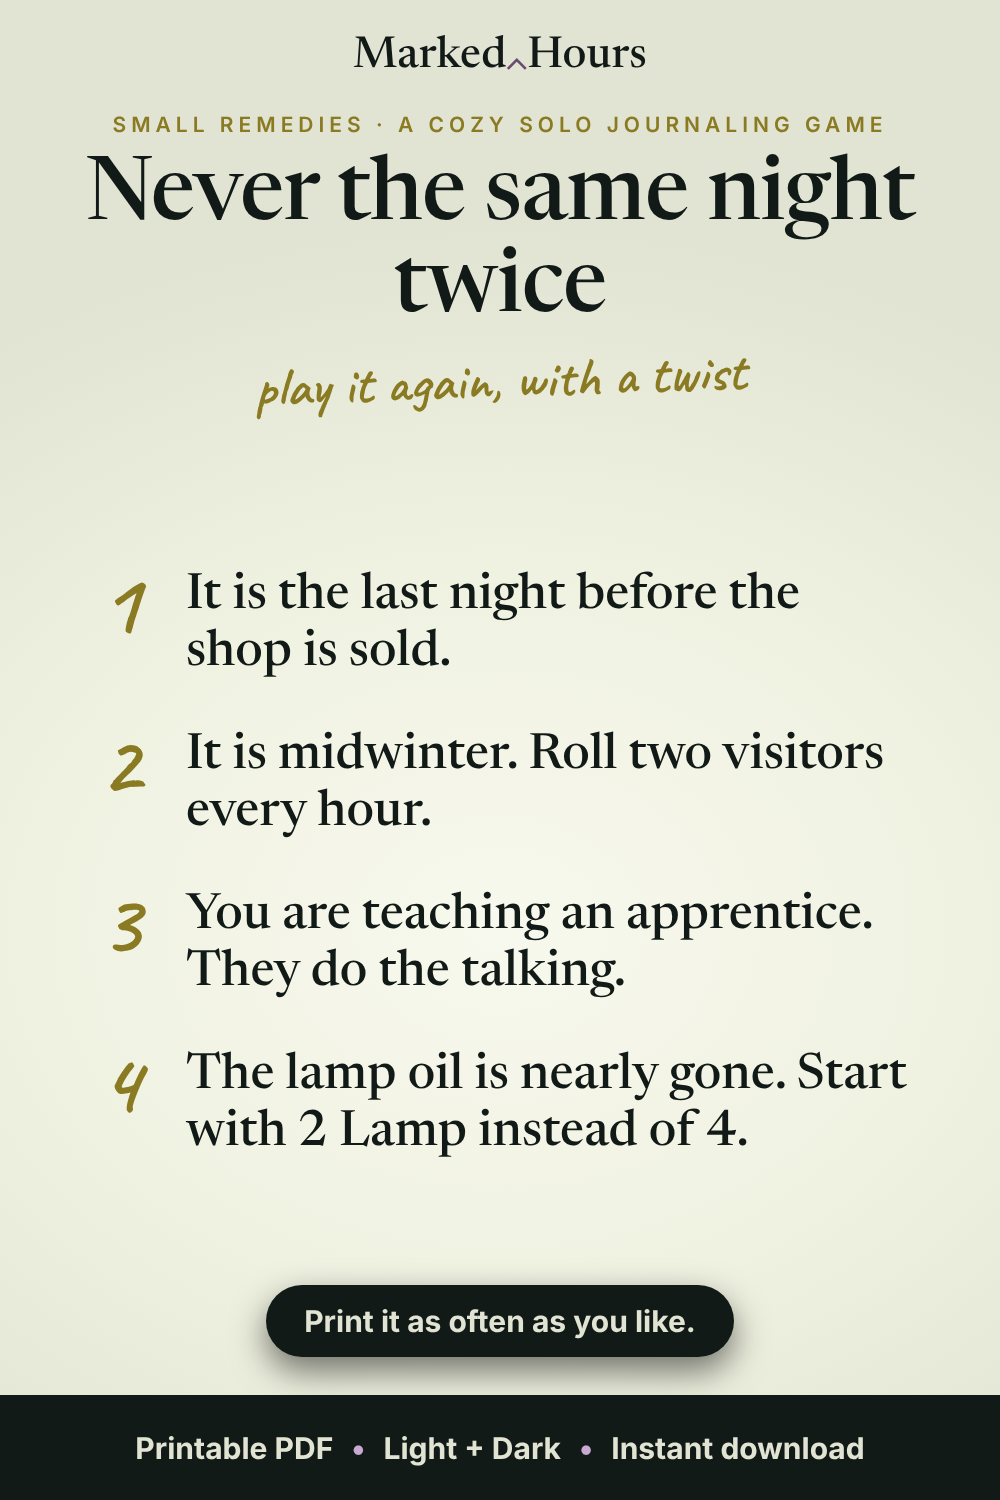 Marked‸Hours
SMALL REMEDIES · A COZY SOLO JOURNALING GAME
Never the same night
twice
play it again, with a twist
1 It is the last night before the
shop is sold.
2 It is midwinter. Roll two visitors
every hour.
3 You are teaching an apprentice.
They do the talking.
4 The lamp oil is nearly gone. Start
with 2 Lamp instead of 4.
Print it as often as you like.
Printable PDF • Light + Dark • Instant download